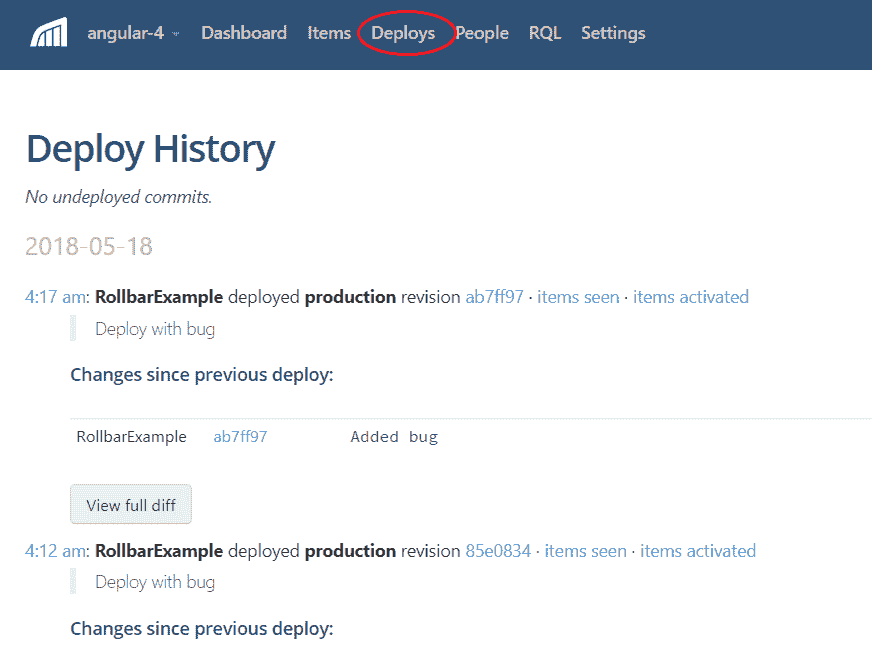 angular-4 Dashboard Items Deploys People RQL Settings
Deploy History
No undeployed commits.
2018-05-18
4:17 am: RollbarExample deployed production revision ab7ff97 · items seen · items activated
Deploy with bug
Changes since previous deploy:
RollbarExample ab7ff97 Added bug
View full diff
4:12 am: RollbarExample deployed production revision 85e0834 · items seen · items activated
Deploy with bug
Changes since previous deploy: